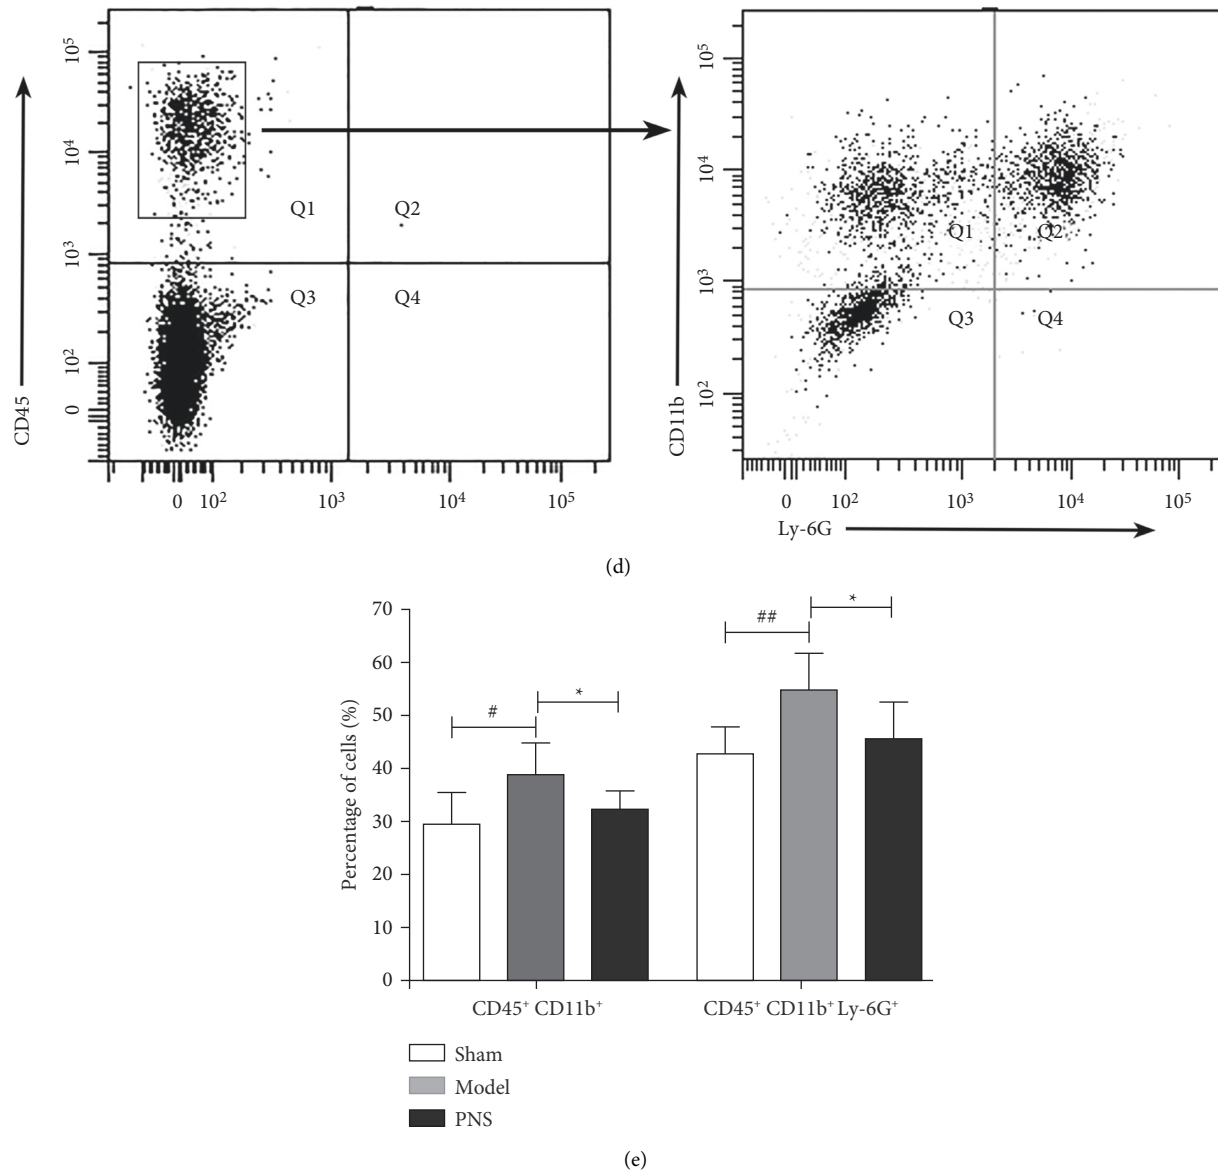 10⁵
10⁴
10³
10²
0
CD45
Q1
Q2
Q3
Q4
0 10² 10³ 10⁴ 10⁵
10⁵
10⁴
10³
10²
CD11b
Q1
Q2
Q3
Q4
0 10² 10³ 10⁴ 10⁵
Ly-6G
(d)
70
60
50
40
30
20
10
0
Percentage of cells (%)
#
*
##
*
CD45⁺ CD11b⁺
CD45⁺ CD11b⁺ Ly-6G⁺
Sham
Model
PNS
(e)